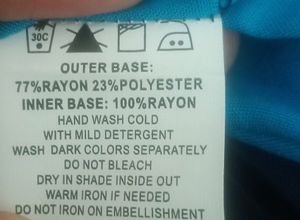 30C
OUTER BASE:
77%RAYON 23%POLYESTER
INNER BASE: 100%RAYON
HAND WASH COLD
WITH MILD DETERGENT
WASH DARK COLORS SEPARATELY
DO NOT BLEACH
DRY IN SHADE INSIDE OUT
WARM IRON IF NEEDED
DO NOT IRON ON EMBELLISHMENT